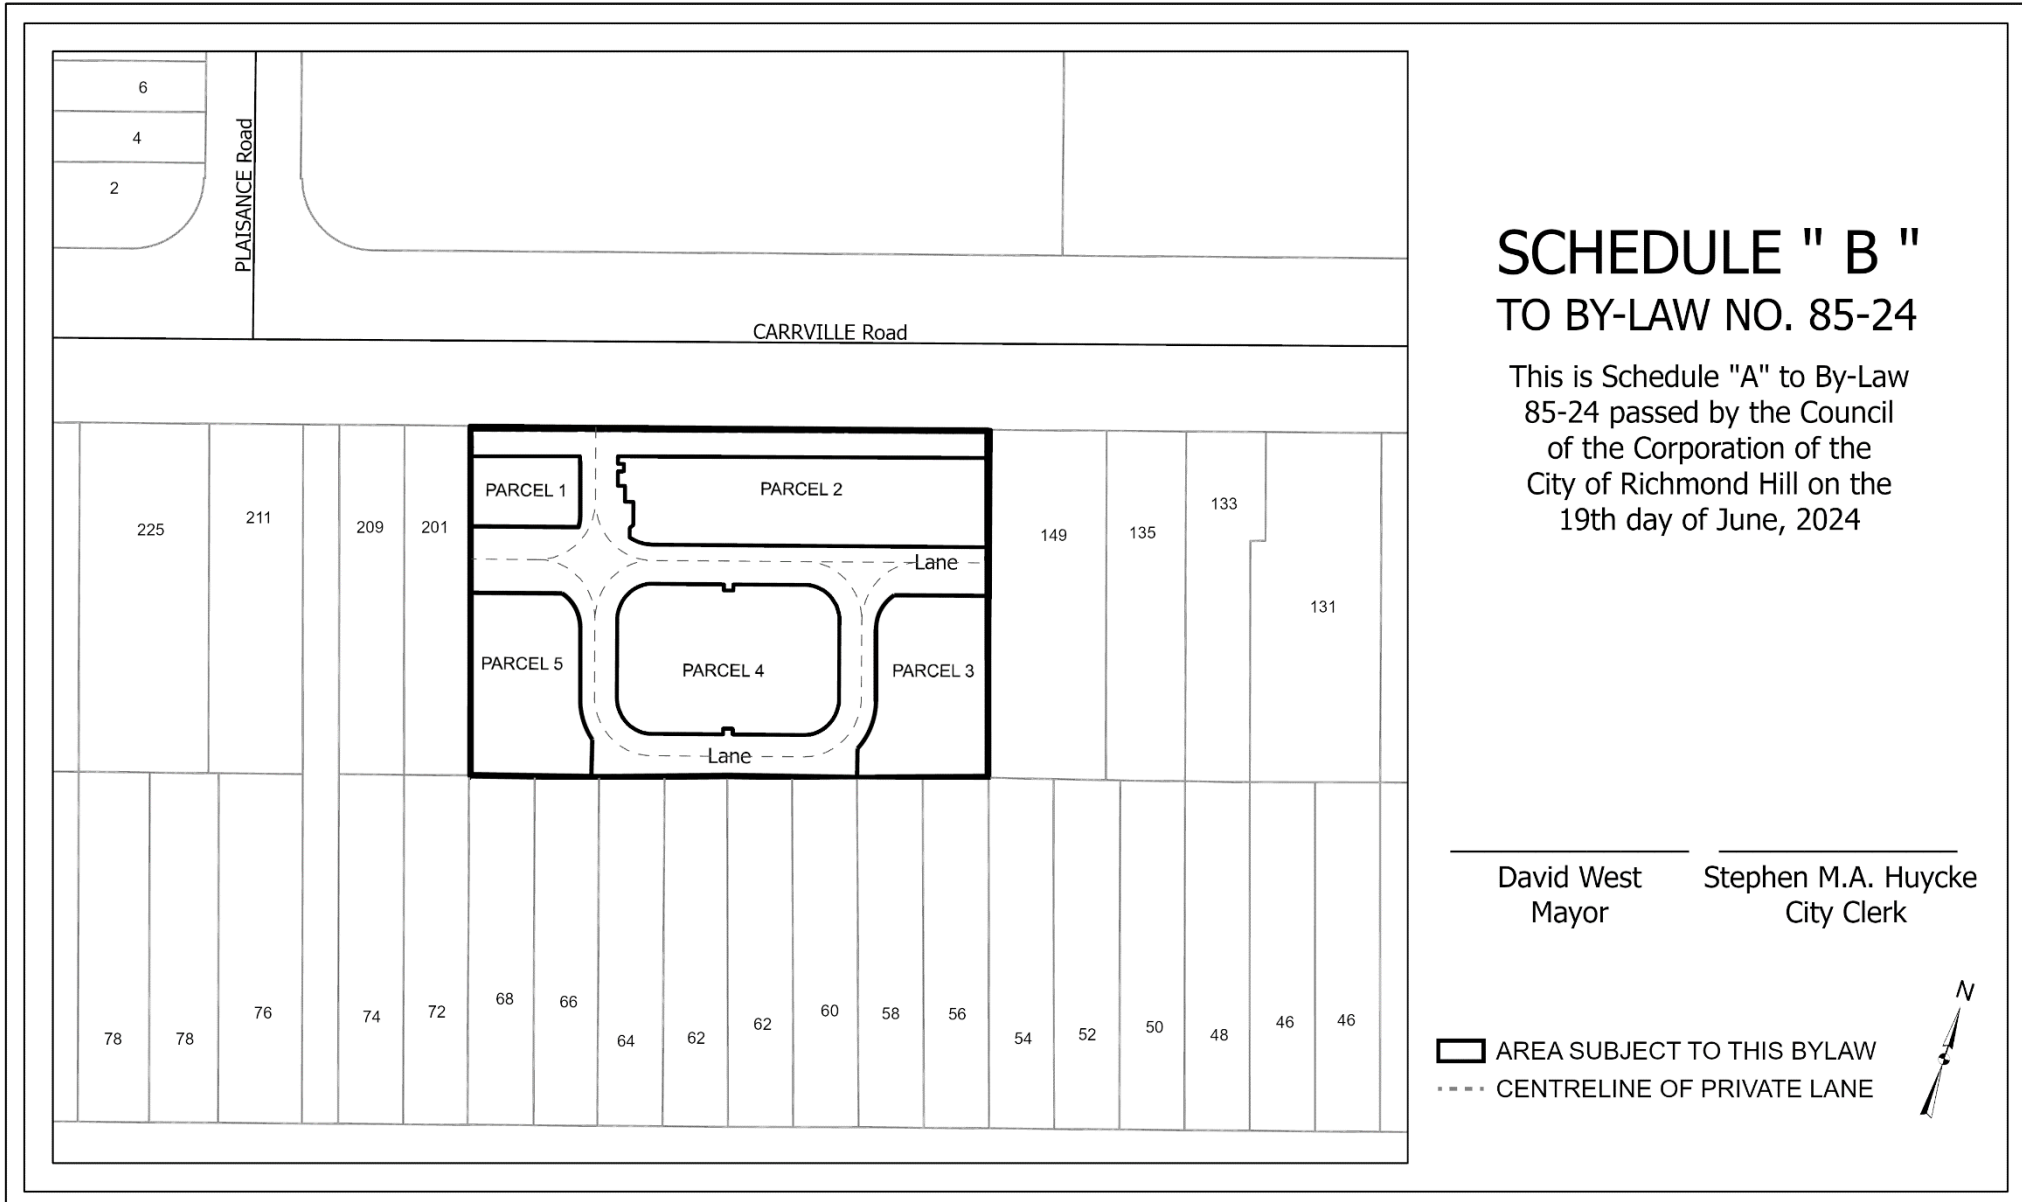 6
4
2
PLAISANCE Road
CARRVILLE Road
225
211
209
201
PARCEL 1
PARCEL 2
Lane
PARCEL 5
PARCEL 4
PARCEL 3
Lane
149
135
133
131
78
78
76
74
72
68
66
64
62
62
60
58
56
54
52
50
48
46
46
SCHEDULE " B "
TO BY-LAW NO. 85-24
This is Schedule "A" to By-Law
85-24 passed by the Council
of the Corporation of the
City of Richmond Hill on the
19th day of June, 2024
David West
Mayor
Stephen M.A. Huycke
City Clerk
N
AREA SUBJECT TO THIS BYLAW
CENTRELINE OF PRIVATE LANE